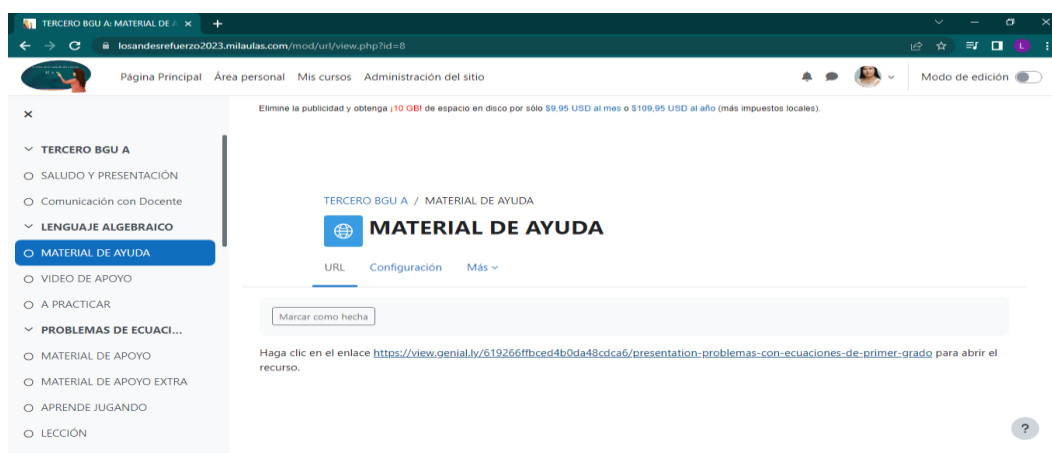 TERCERO BGU A: MATERIAL DE A
losandesrefuerzo2023.milaulas.com/mod/url/view.php?id=8
L
Página Principal Área personal Mis cursos Administración del sitio
Modo de edición
Elimine la publicidad y obtenga ¡10 GB! de espacio en disco por sólo $9,95 USD al mes o $109,95 USD al año (más impuestos locales).
TERCERO BGU A
SALUDO Y PRESENTACIÓN
Comunicación con Docente
LENGUAJE ALGEBRAICO
MATERIAL DE AYUDA
VIDEO DE APOYO
A PRACTICAR
PROBLEMAS DE ECUACI...
MATERIAL DE APOYO
MATERIAL DE APOYO EXTRA
APRENDE JUGANDO
LECCIÓN
TERCERO BGU A / MATERIAL DE AYUDA
MATERIAL DE AYUDA
URL Configuración Más
Marcar como hecha
Haga clic en el enlace https://view.genial.ly/619266ffbced4b0da48cdca6/presentation-problemas-con-ecuaciones-de-primer-grado para abrir el
recurso.
?